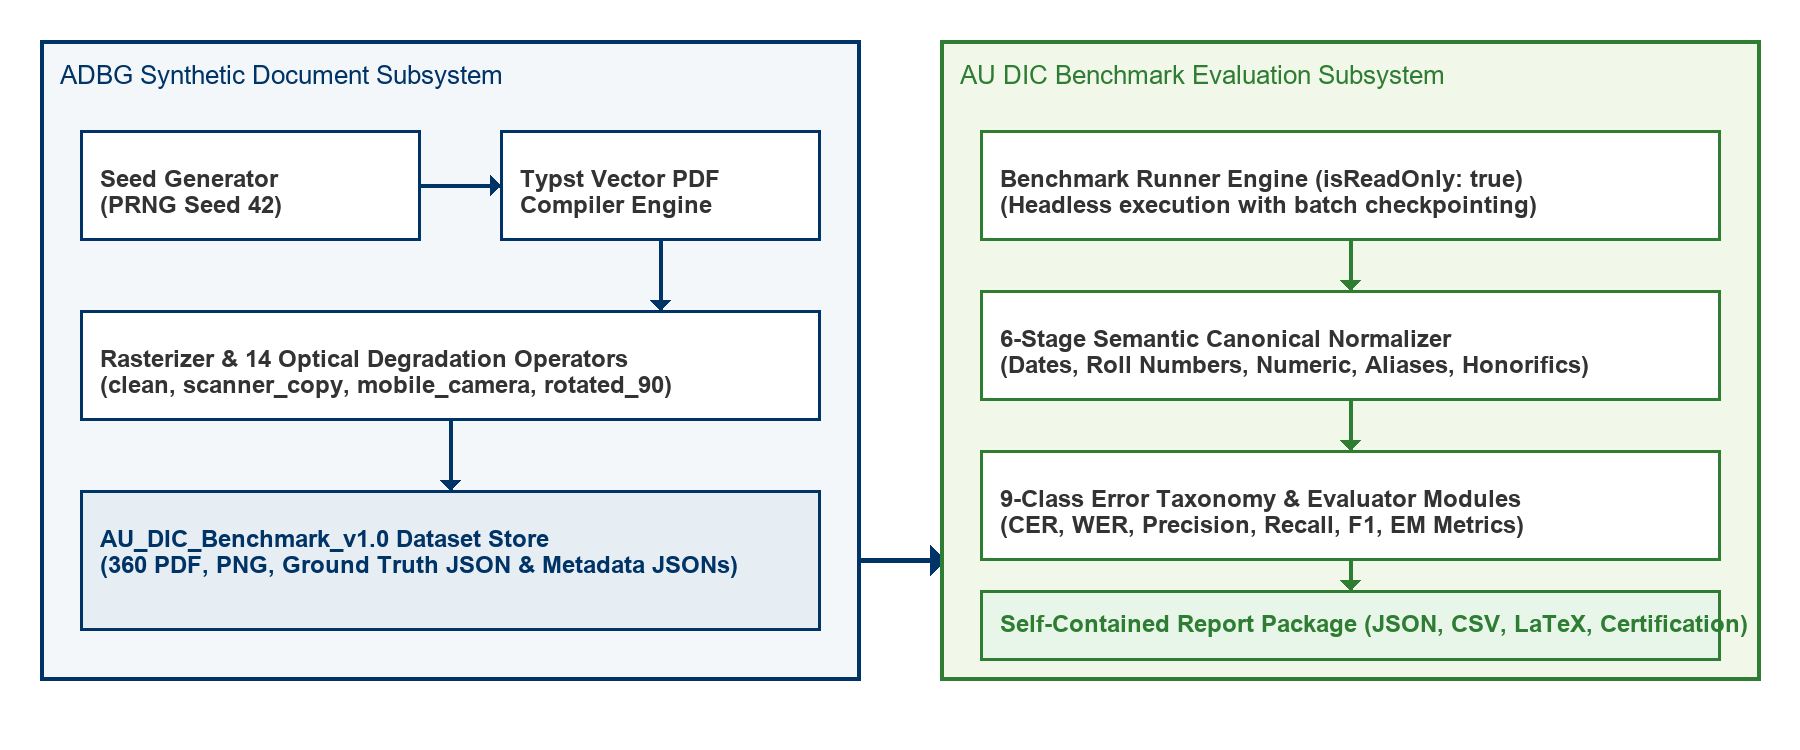 ADBG Synthetic Document Subsystem
Seed Generator
(PRNG Seed 42)
Typst Vector PDF
Compiler Engine
Rasterizer & 14 Optical Degradation Operators
(clean, scanner_copy, mobile_camera, rotated_90)
AU_DIC_Benchmark_v1.0 Dataset Store
(360 PDF, PNG, Ground Truth JSON & Metadata JSONs)
AU DIC Benchmark Evaluation Subsystem
Benchmark Runner Engine (isReadOnly: true)
(Headless execution with batch checkpointing)
6-Stage Semantic Canonical Normalizer
(Dates, Roll Numbers, Numeric, Aliases, Honorifics)
9-Class Error Taxonomy & Evaluator Modules
(CER, WER, Precision, Recall, F1, EM Metrics)
Self-Contained Report Package (JSON, CSV, LaTeX, Certification)